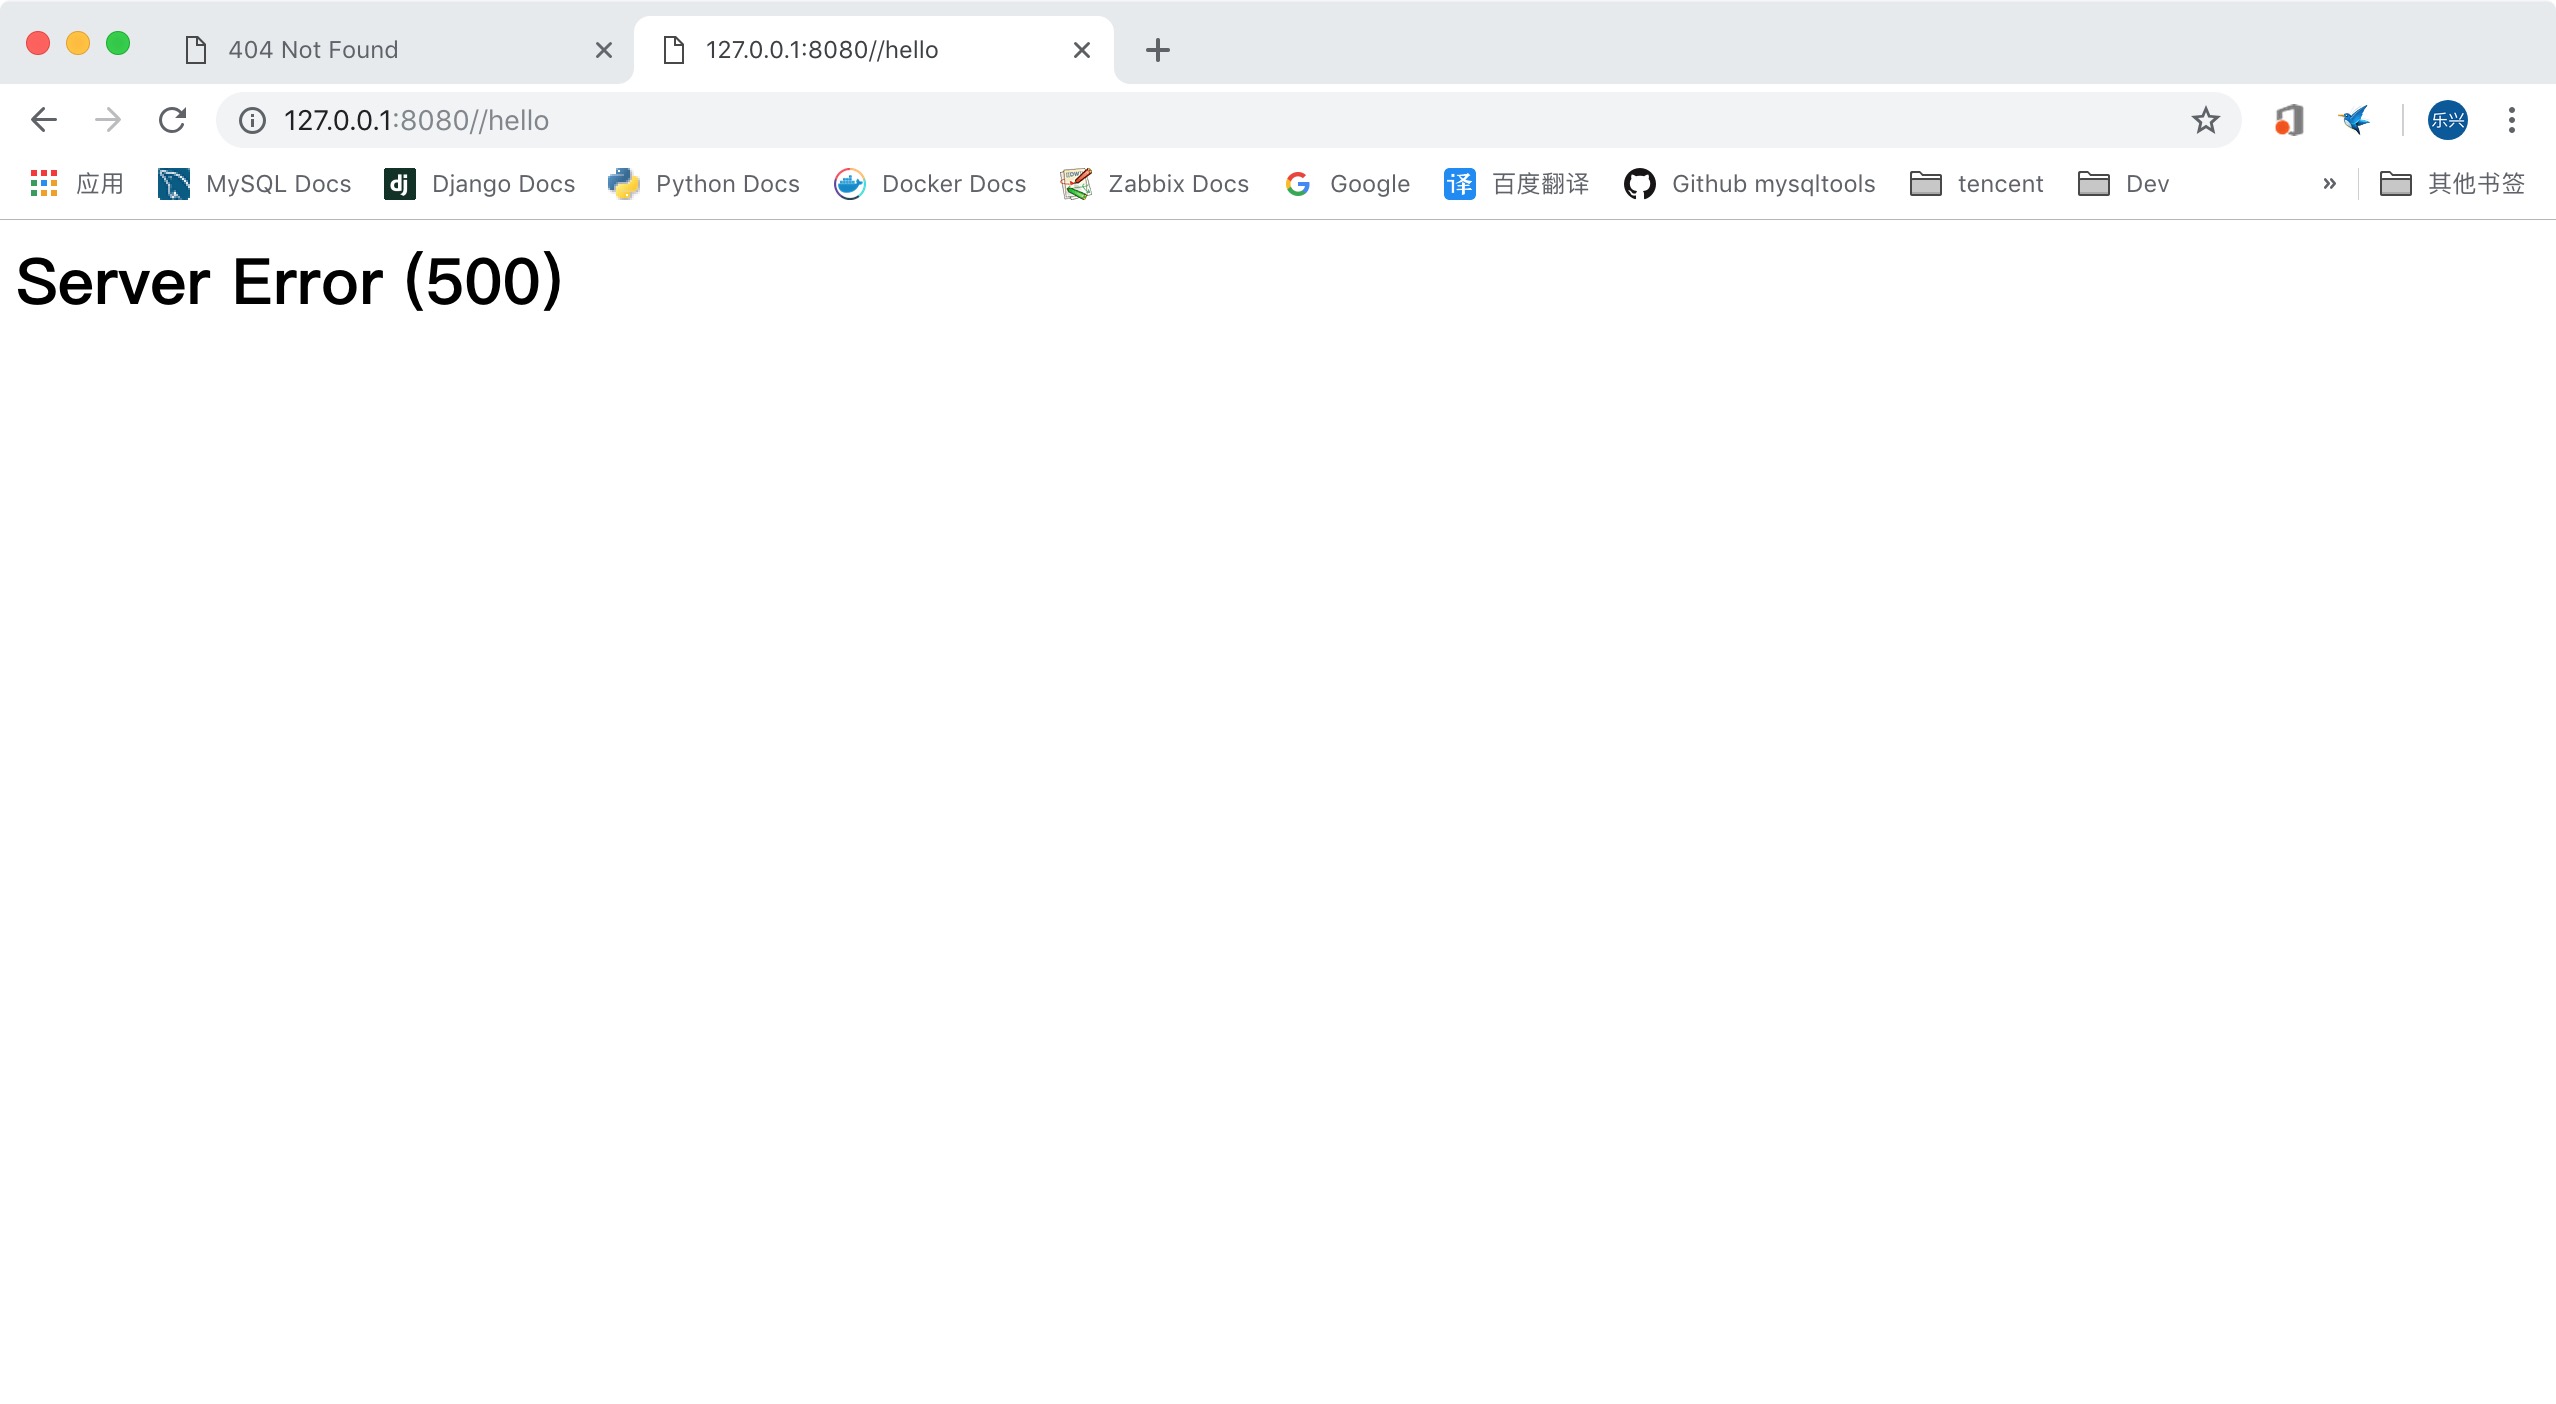 404 Not Found
127.0.0.1:8080//hello
127.0.0.1:8080//hello
乐兴
应用 MySQL Docs Django Docs Python Docs Docker Docs Zabbix Docs Google 百度翻译 Github mysqltools tencent Dev » 其他书签
Server Error (500)